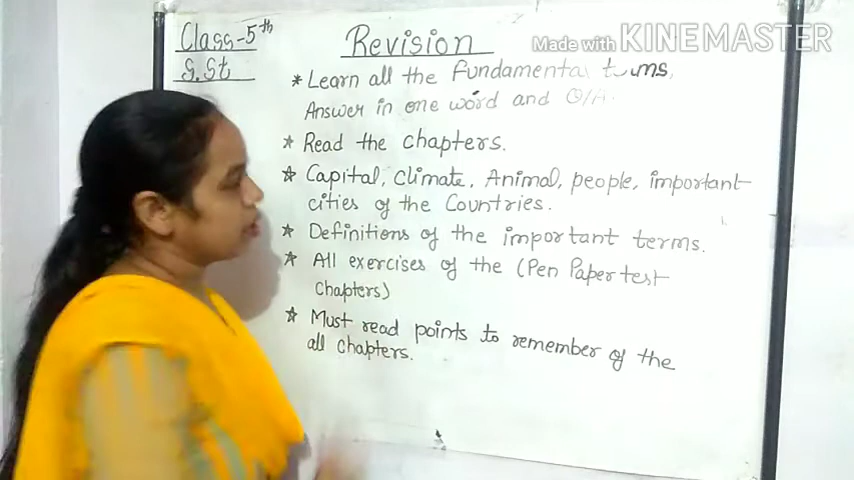 Class-5th
S.St
Revision
Made with KINEMASTER
* Learn all the fundamental terms,
Answer in one word and Q/A.
* Read the chapters.
* Capital, Climate, Animal, people, important
cities of the Countries.
* Definitions of the important terms.
* All exercises of the (Pen Paper test
Chapters)
* Must read points to remember of the
all chapters.